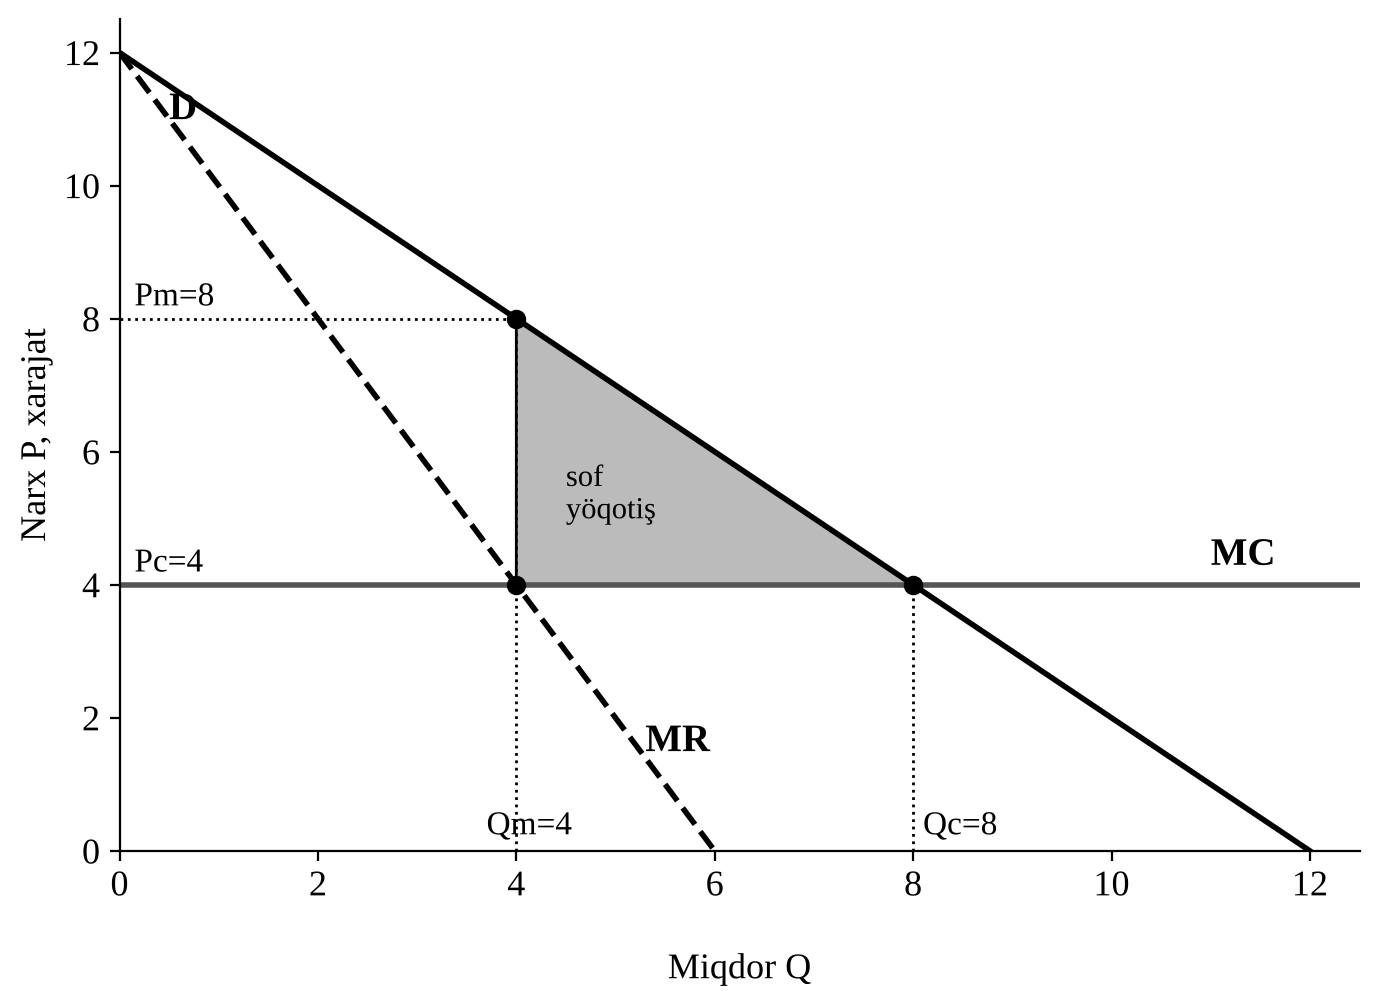 12
D
10
Pm=8
8
Narx P, xarajat
6
sof
yöqotiş
Pc=4
4
MC
2
MR
Qm=4
Qc=8
0
0 2 4 6 8 10 12
Miqdor Q